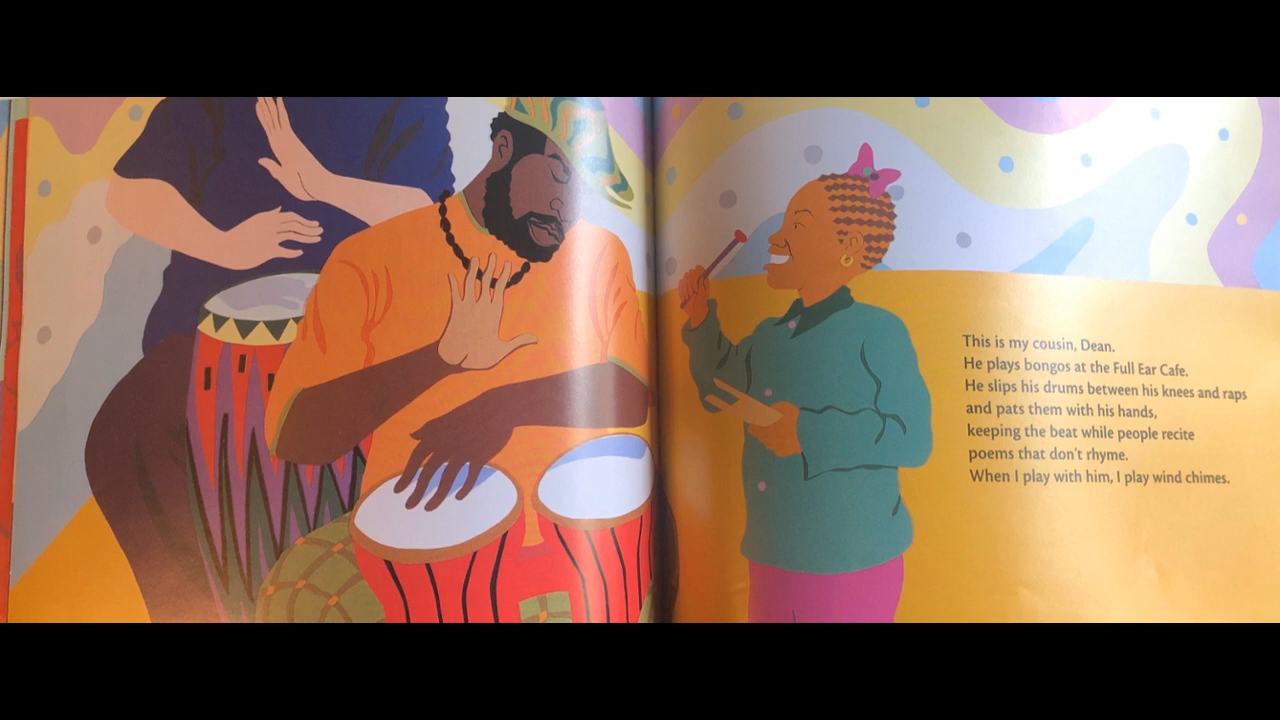 This is my cousin, Dean.
He plays bongos at the Full Ear Cafe.
He slips his drums between his knees and raps
and pats them with his hands,
keeping the beat while people recite
poems that don't rhyme.
When I play with him, I play wind chimes.